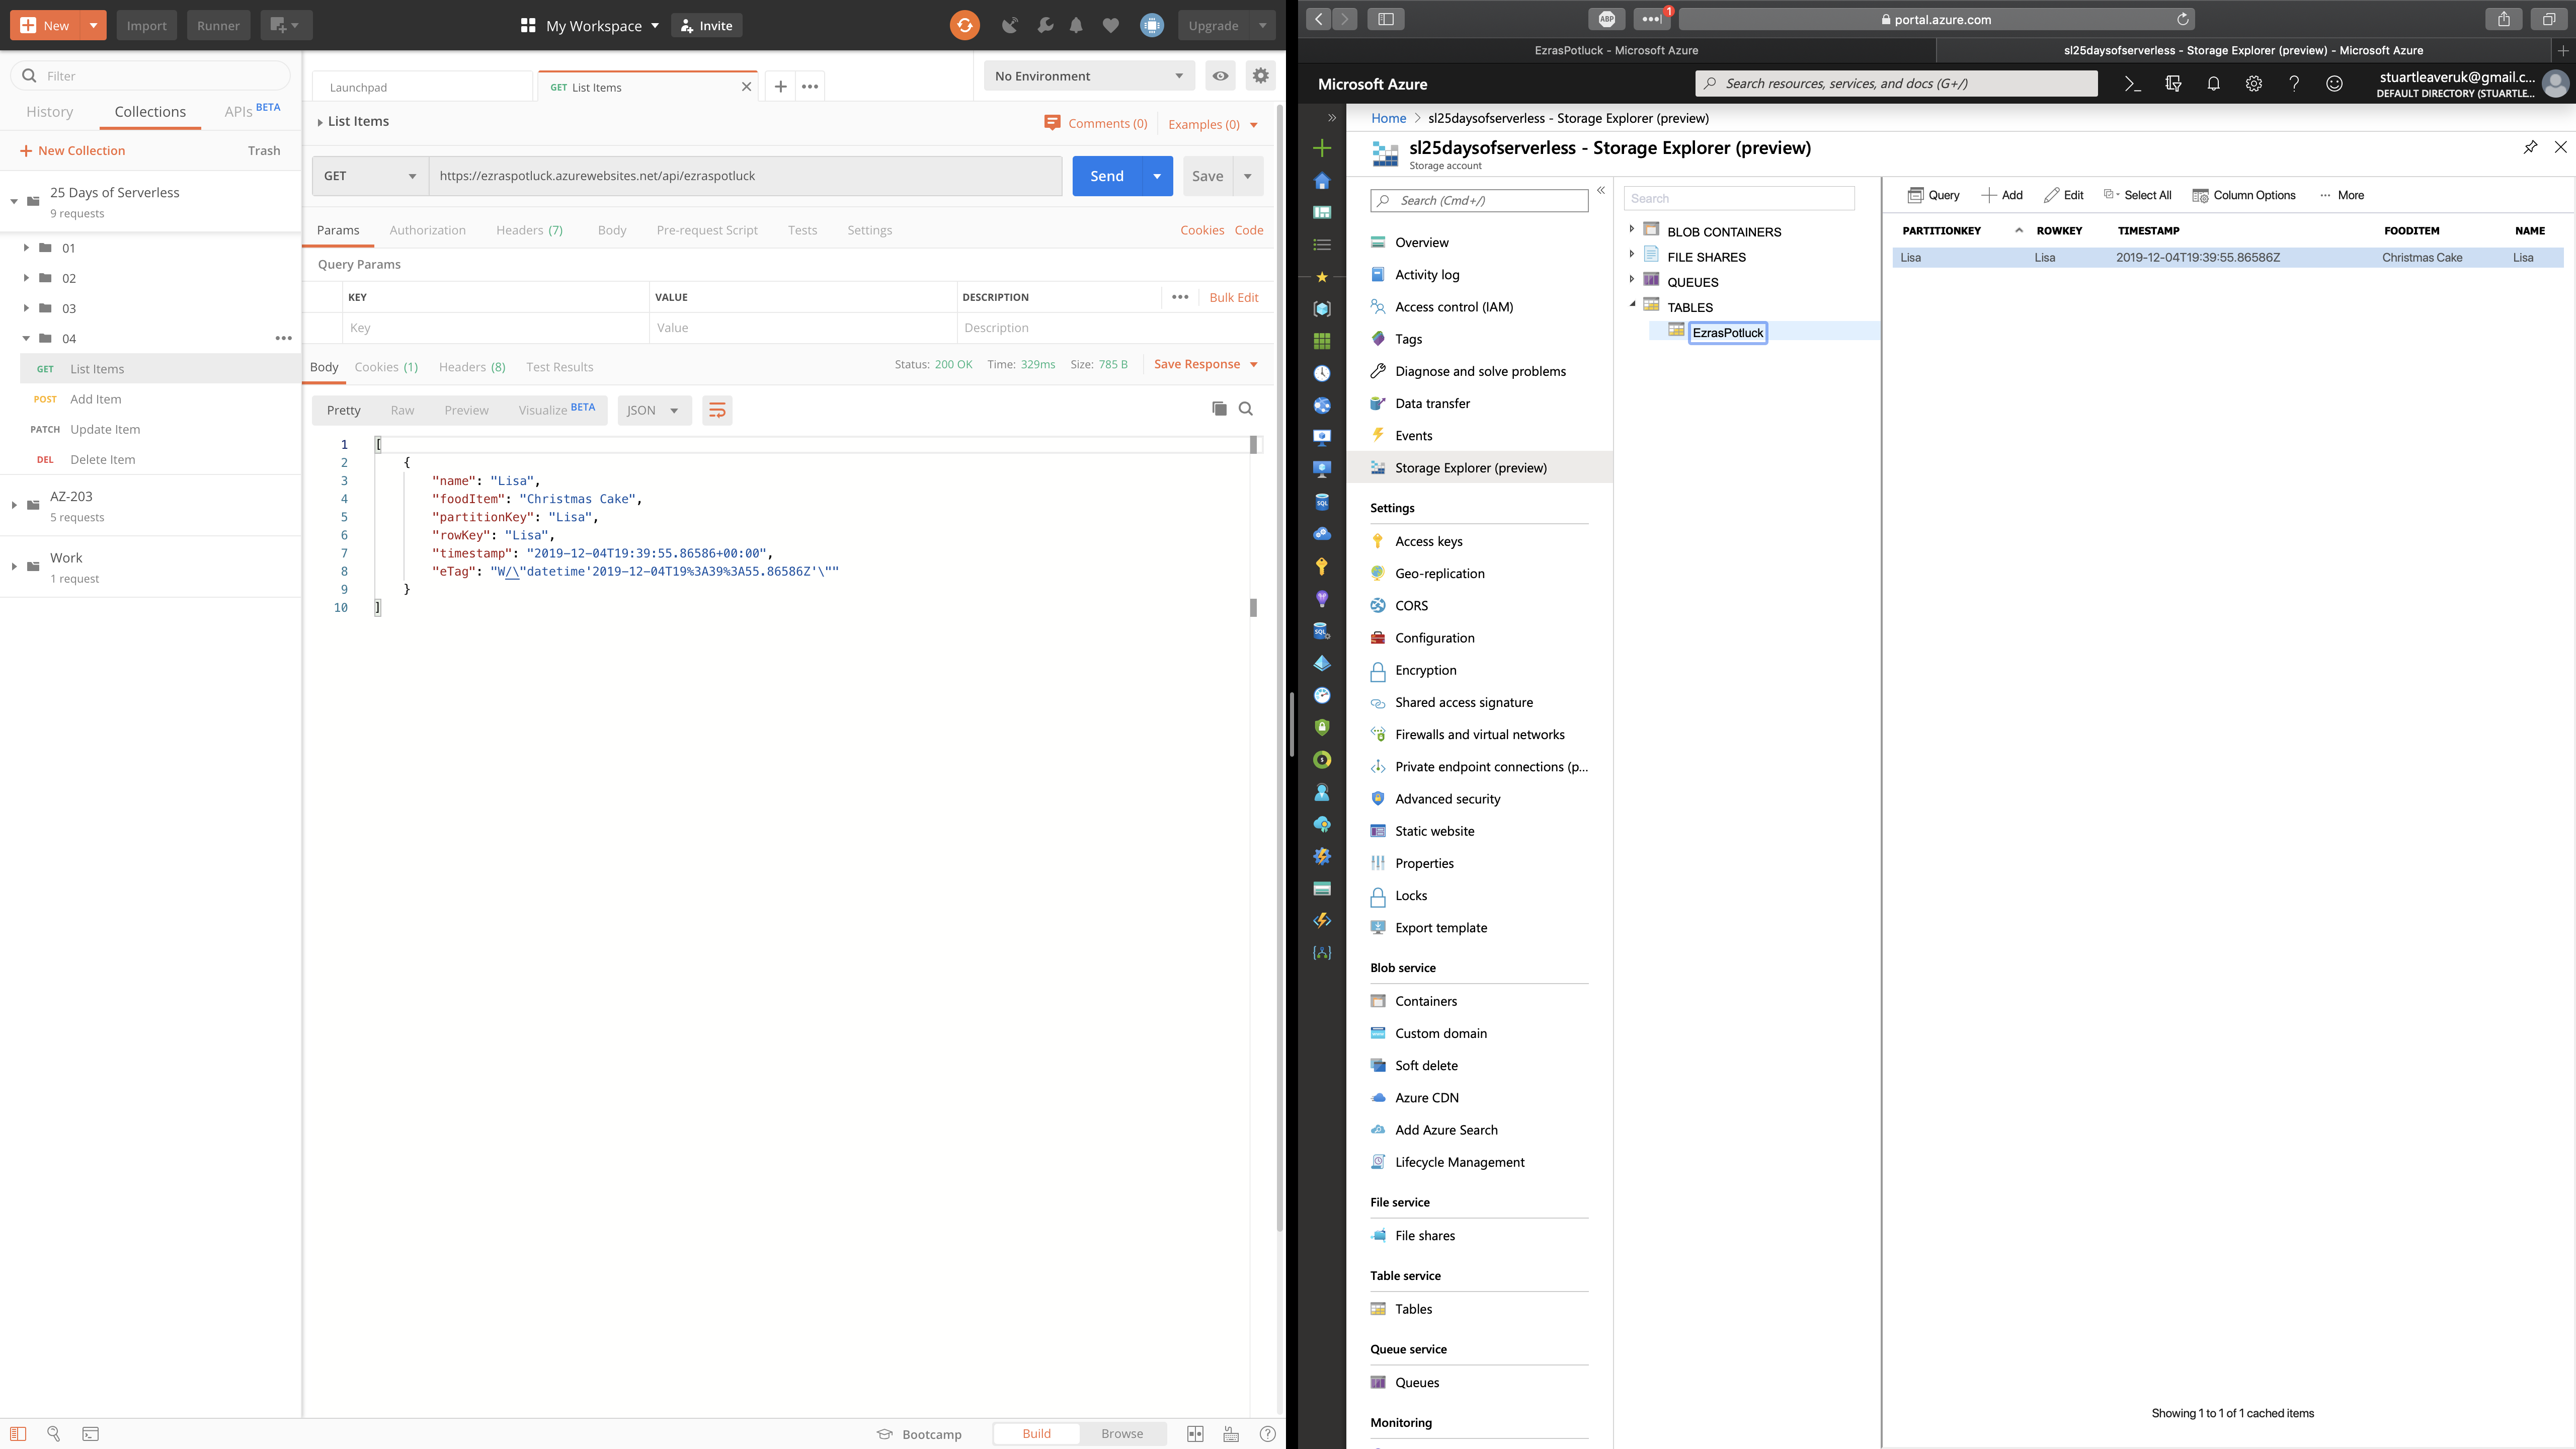 New
Import
Runner
My Workspace
Invite
Upgrade
Filter
History
Collections
APIs BETA
New Collection
Trash
25 Days of Serverless
9 requests
01
02
03
04
GET List Items
POST Add Item
PATCH Update Item
DEL Delete Item
AZ-203
5 requests
Work
1 request
Launchpad
GET List Items
No Environment
List Items
Comments (0)
Examples (0)
GET
https://ezraspotluck.azurewebsites.net/api/ezraspotluck
Send
Save
Params
Authorization
Headers (7)
Body
Pre-request Script
Tests
Settings
Cookies
Code
Query Params
KEY
VALUE
DESCRIPTION
Bulk Edit
Key
Value
Description
Body
Cookies (1)
Headers (8)
Test Results
Status: 200 OK
Time: 329ms
Size: 785 B
Save Response
Pretty
Raw
Preview
Visualize BETA
JSON
1 [
2 {
3 "name": "Lisa",
4 "foodItem": "Christmas Cake",
5 "partitionKey": "Lisa",
6 "rowKey": "Lisa",
7 "timestamp": "2019-12-04T19:39:55.86586+00:00",
8 "eTag": "W/\"datetime'2019-12-04T19%3A39%3A55.86586Z'\""
9 }
10 ]
Bootcamp
Build
Browse
ABP
1
portal.azure.com
EzrasPotluck - Microsoft Azure
sl25daysofserverless - Storage Explorer (preview) - Microsoft Azure
Microsoft Azure
Search resources, services, and docs (G+/)
stuartleaveruk@gmail.c...
DEFAULT DIRECTORY (STUARTLE...
Home > sl25daysofserverless - Storage Explorer (preview)
sl25daysofserverless - Storage Explorer (preview)
Storage account
Search (Cmd+/)
Overview
Activity log
Access control (IAM)
Tags
Diagnose and solve problems
Data transfer
Events
Storage Explorer (preview)
Settings
Access keys
Geo-replication
CORS
Configuration
Encryption
Shared access signature
Firewalls and virtual networks
Private endpoint connections (p...
Advanced security
Static website
Properties
Locks
Export template
Blob service
Containers
Custom domain
Soft delete
Azure CDN
Add Azure Search
Lifecycle Management
File service
File shares
Table service
Tables
Queue service
Queues
Monitoring
Search
BLOB CONTAINERS
FILE SHARES
QUEUES
TABLES
EzrasPotluck
Query
Add
Edit
Select All
Column Options
More
PARTITIONKEY
ROWKEY
TIMESTAMP
FOODITEM
NAME
Lisa
Lisa
2019-12-04T19:39:55.86586Z
Christmas Cake
Lisa
Showing 1 to 1 of 1 cached items